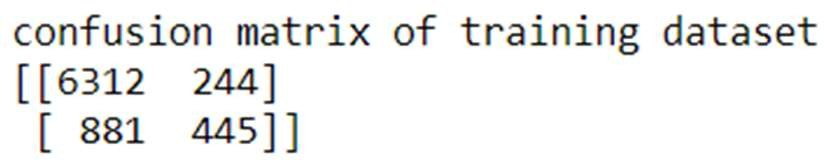 confusion matrix of training dataset
[[6312  244]
 [ 881  445]]